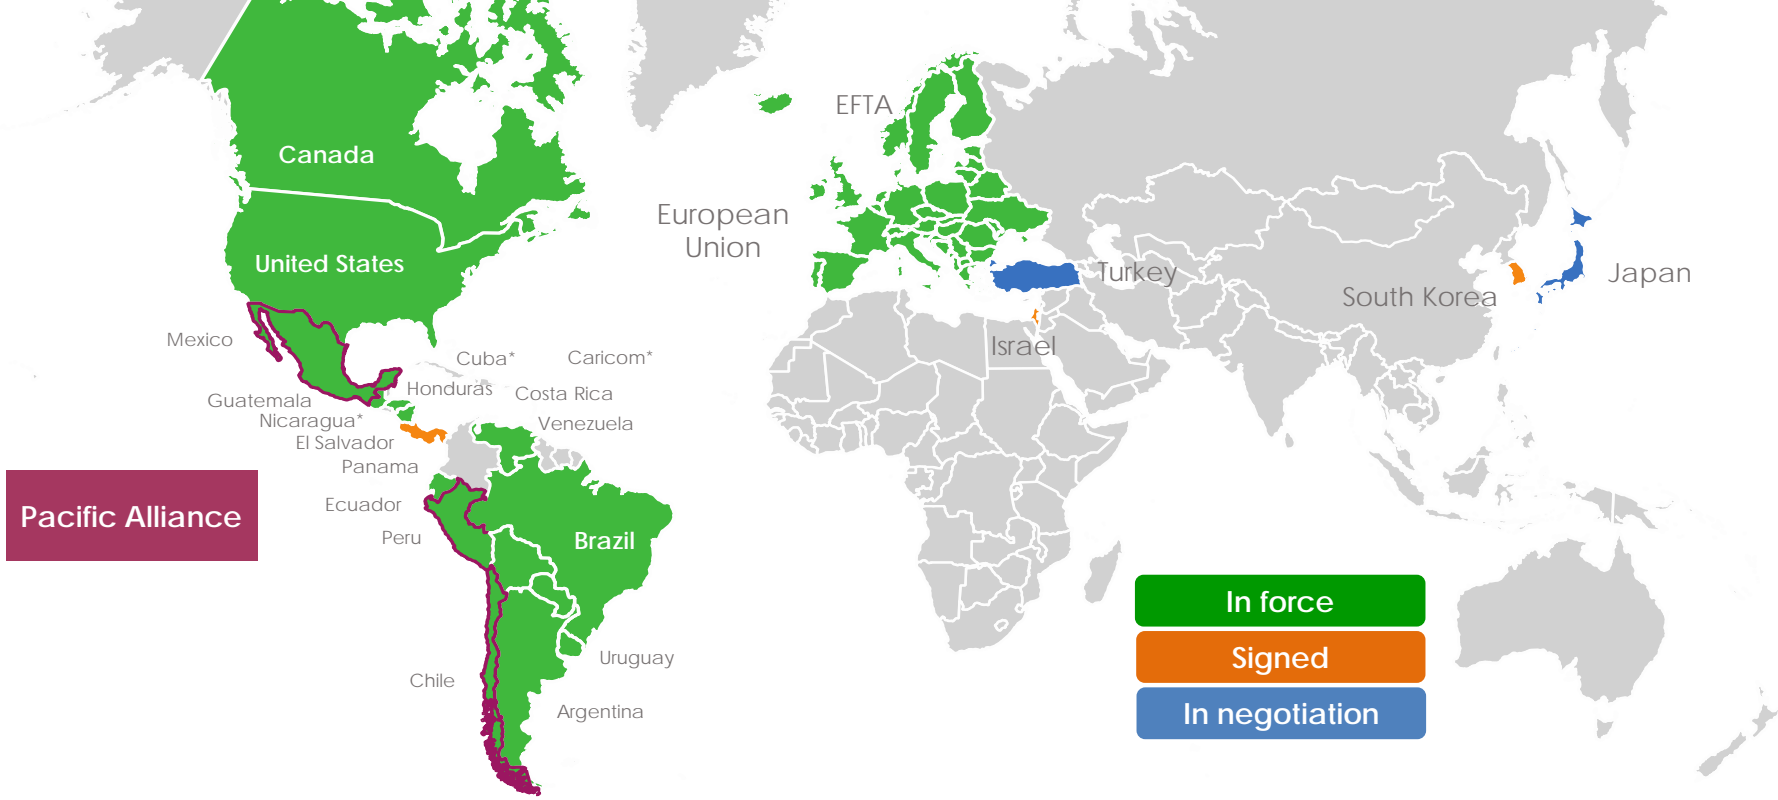 EFTA
Canada
European
Union
United States
Turkey
Japan
South Korea
Mexico
Israel
Cuba*
Caricom*
Honduras
Costa Rica
Guatemala
Nicaragua*
Venezuela
El Salvador
Panama
Ecuador
Pacific Alliance
Peru
Brazil
In force
Uruguay
Signed
Chile
Argentina
In negotiation